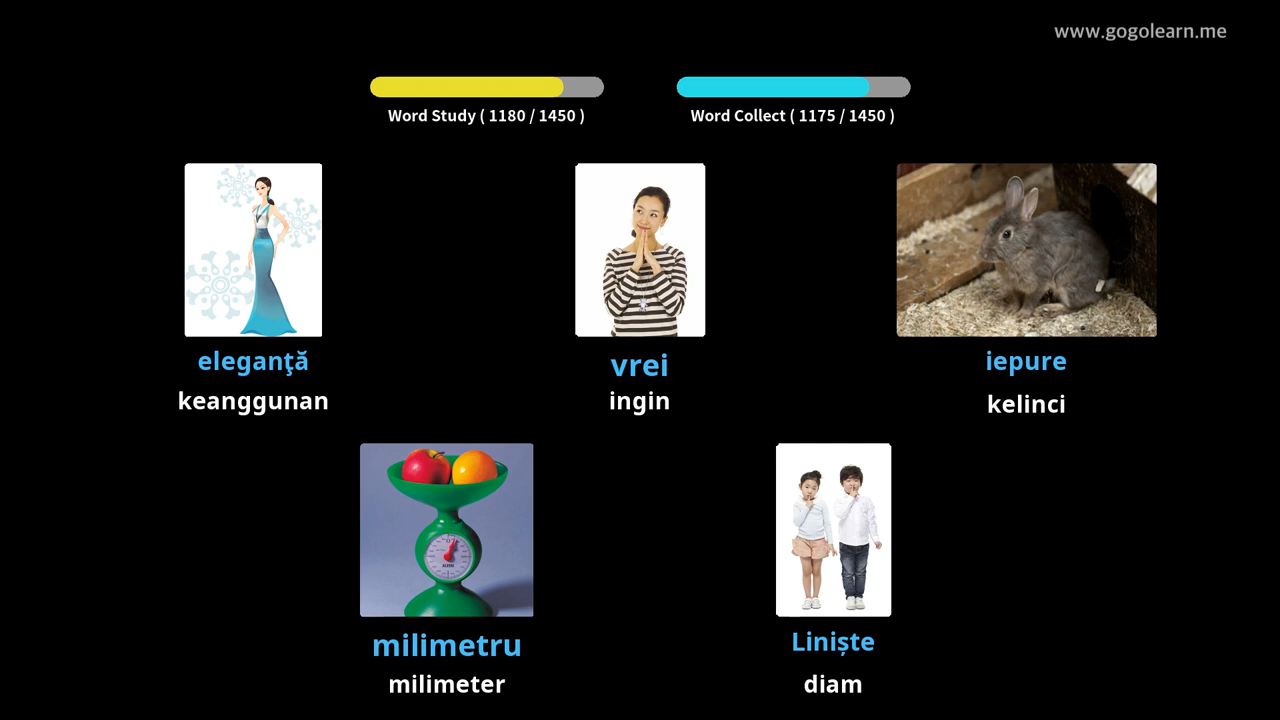 www.gogolearn.me
Word Study ( 1180 / 1450 )
Word Collect ( 1175 / 1450 )
eleganţă
vrei
iepure
keanggunan
ingin
kelinci
milimetru
Liniște
milimeter
diam